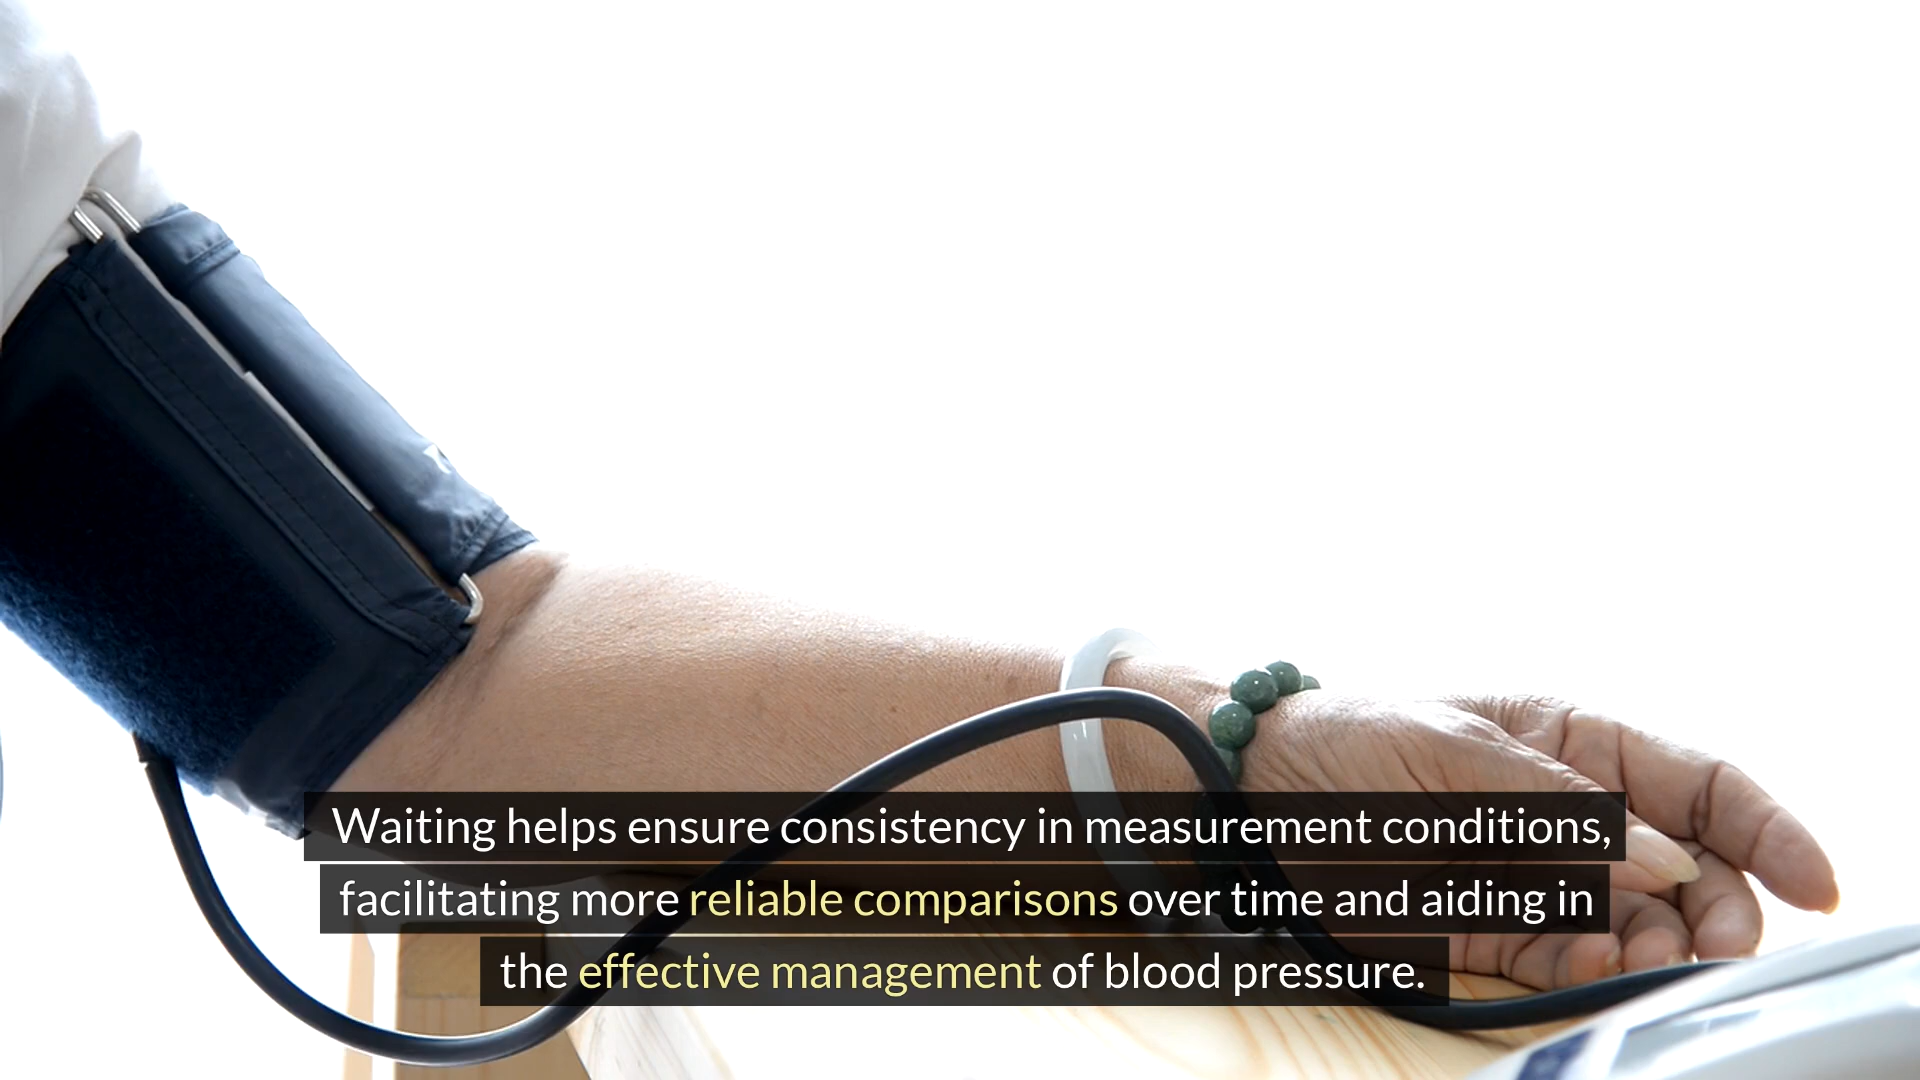 Waiting helps ensure consistency in measurement conditions,
facilitating more reliable comparisons over time and aiding in
the effective management of blood pressure.